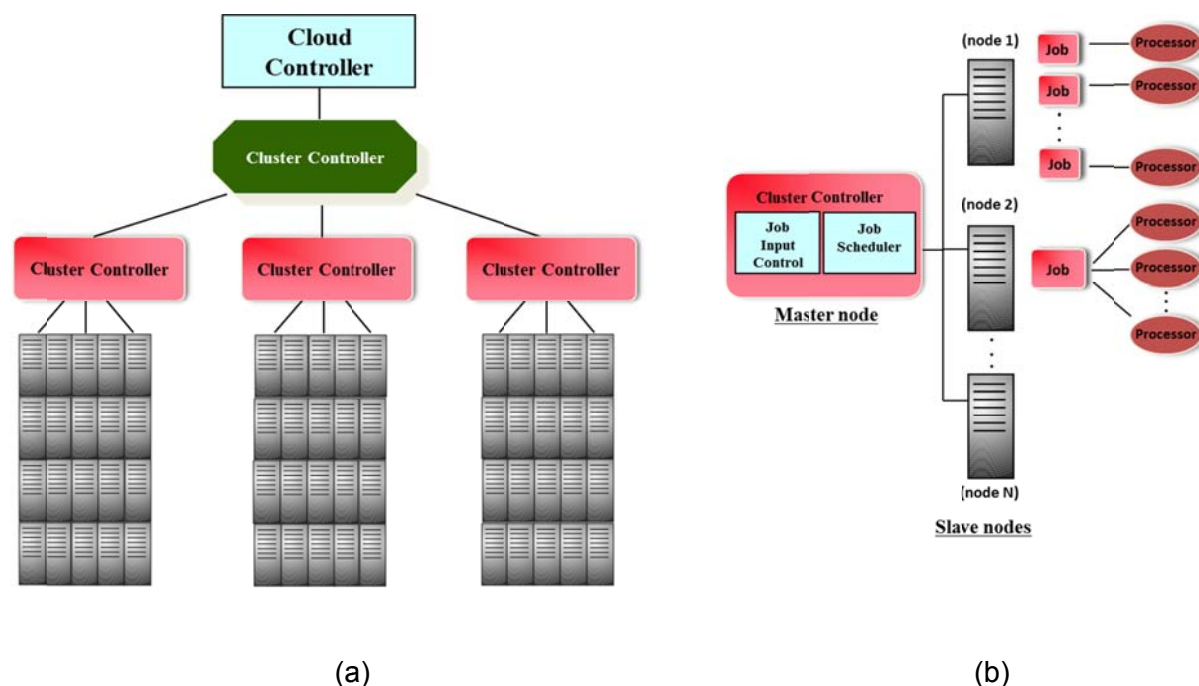 Cloud
Controller
Cluster Controller
Cluster Controller
Cluster Controller
Cluster Controller
(a)
(node 1)
Job
Processor
Job
Processor
Job
Processor
Cluster Controller
Job
Input
Control
Job
Scheduler
Master node
(node 2)
Job
Processor
Processor
Processor
(node N)
Slave nodes
(b)